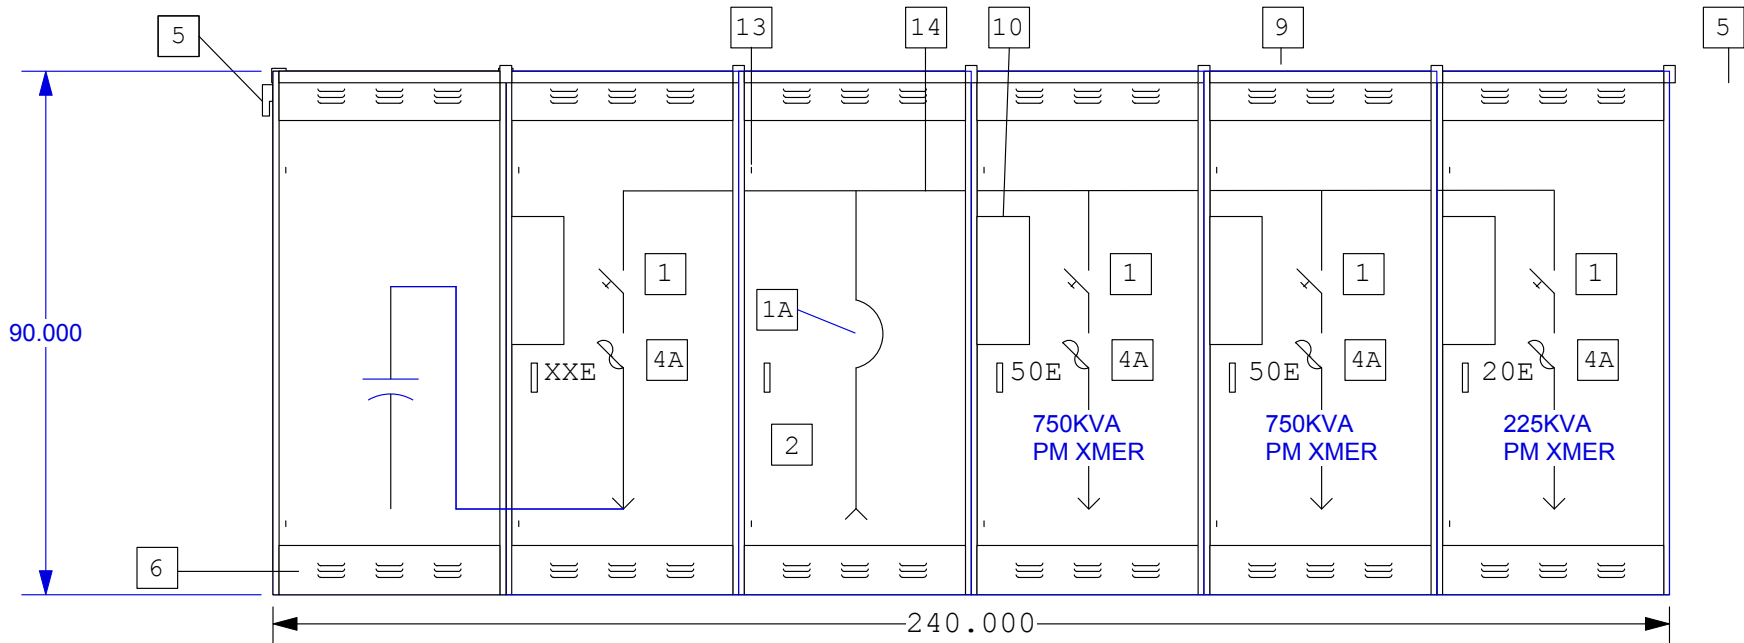 5
13
14
10
9
5
1
1
1
1
1A
90.000
XXE
4A
50E
4A
50E
4A
20E
4A
2
750KVA
PM XMER
750KVA
PM XMER
225KVA
PM XMER
6
240.000